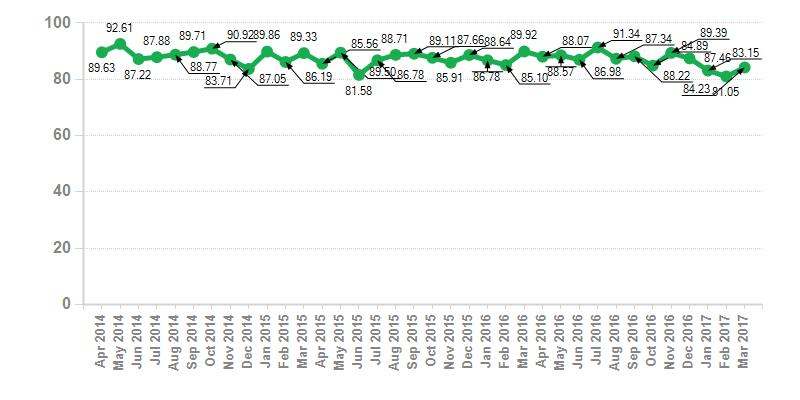 100
80
60
40
20
0
92.61
89.63
87.22
87.88
88.77
89.71
90.92
83.71
87.05
89.86
86.19
89.33
85.56
89.50
81.58
86.78
88.71
89.11
87.66
85.91
88.64
86.78
85.10
89.92
88.07
88.57
86.98
91.34
87.34
88.22
84.89
89.39
87.46
84.23
81.05
83.15
Apr 2014
May 2014
Jun 2014
Jul 2014
Aug 2014
Sep 2014
Oct 2014
Nov 2014
Dec 2014
Jan 2015
Feb 2015
Mar 2015
Apr 2015
May 2015
Jun 2015
Jul 2015
Aug 2015
Sep 2015
Oct 2015
Nov 2015
Dec 2015
Jan 2016
Feb 2016
Mar 2016
Apr 2016
May 2016
Jun 2016
Jul 2016
Aug 2016
Sep 2016
Oct 2016
Nov 2016
Dec 2016
Jan 2017
Feb 2017
Mar 2017